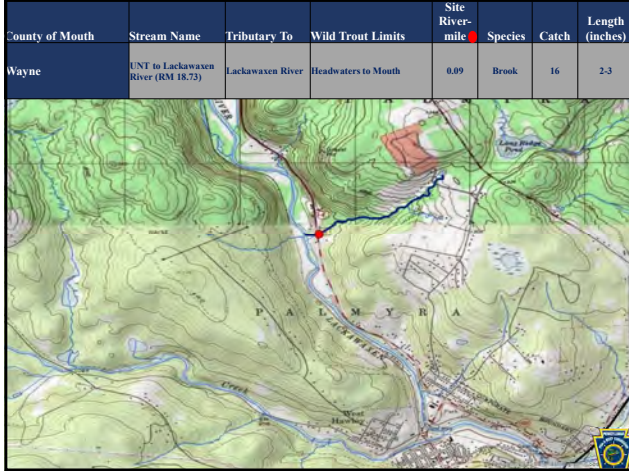 County of Mouth Stream Name Tributary To Wild Trout Limits Site River-mile Species Catch Length (inches)
Wayne UNT to Lackawaxen River (RM 18.73) Lackawaxen River Headwaters to Mouth 0.09 Brook 16 2-3
RIVER
P A L M Y R A
Long Ridge
Pond
P A L M Y R A
LACKAWAXEN
Creek
West
Hawley